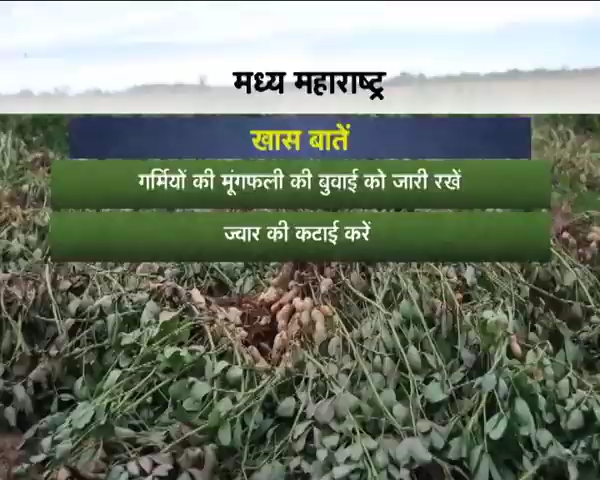 मध्य महाराष्ट्र
खास बातें
गर्मियों की मूंगफली की बुवाई को जारी रखें
ज्वार की कटाई करें